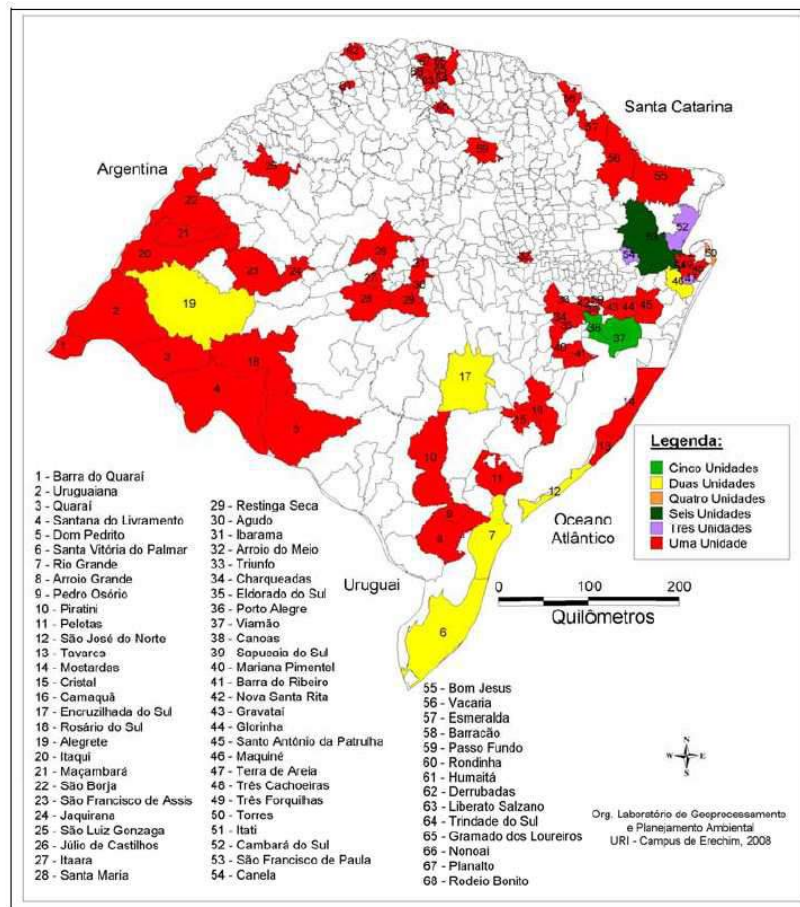 Santa Catarina
Argentina
Legenda:
Cinco Unidades
Duas Unidades
Quatro Unidades
Seis Unidades
Três Unidades
Uma Unidade
Oceano
Atlântico
Uruguai
0 100 200
Quilômetros
1 - Barra do Quaraí
2 - Uruguaiana
3 - Quaraí
4 - Santana do Livramento
5 - Dom Pedrito
6 - Santa Vitória do Palmar
7 - Rio Grande
8 - Arroio Grande
9 - Pedro Osório
10 - Piratini
11 - Pelotas
12 - São José do Norte
13 - Tavares
14 - Mostardas
15 - Cristal
16 - Camaquã
17 - Encruzilhada do Sul
18 - Rosário do Sul
19 - Alegrete
20 - Itaqui
21 - Maçambará
22 - São Borja
23 - São Francisco de Assis
24 - Jaquirana
25 - São Luiz Gonzaga
26 - Júlio de Castilhos
27 - Itaara
28 - Santa Maria
29 - Restinga Seca
30 - Agudo
31 - Ibarama
32 - Arroio do Meio
33 - Triunfo
34 - Charqueadas
35 - Eldorado do Sul
36 - Porto Alegre
37 - Viamão
38 - Canoas
39 - Sapucaia do Sul
40 - Mariana Pimentel
41 - Barra do Ribeiro
42 - Nova Santa Rita
43 - Gravataí
44 - Glorinha
45 - Santo Antônio da Patrulha
46 - Maquiné
47 - Terra de Areia
48 - Três Cachoeiras
49 - Três Forquilhas
50 - Torres
51 - Itati
52 - Cambará do Sul
53 - São Francisco de Paula
54 - Canela
55 - Bom Jesus
56 - Vacaria
57 - Esmeralda
58 - Barracão
59 - Passo Fundo
60 - Rondinha
61 - Humaitá
62 - Derrubadas
63 - Liberato Salzano
64 - Trindade do Sul
65 - Gramado dos Loureiros
66 - Nonoai
67 - Planalto
68 - Rodeio Bonito
N
W E
S
Org. Laboratório de Geoprocessamento
e Planejamento Ambiental
URI - Campus de Erechim, 2008